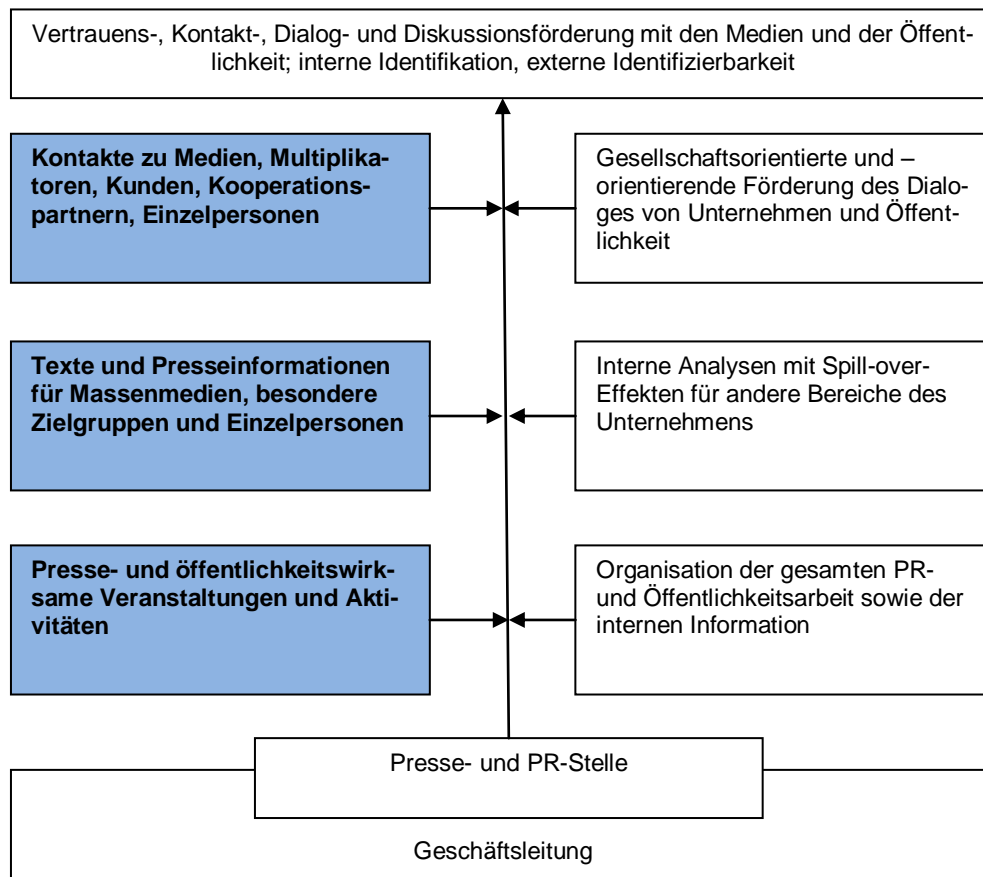 Vertrauens-, Kontakt-, Dialog- und Diskussionsförderung mit den Medien und der Öffent-
lichkeit; interne Identifikation, externe Identifizierbarkeit
Kontakte zu Medien, Multiplika-
toren, Kunden, Kooperations-
partnern, Einzelpersonen
Gesellschaftsorientierte und –
orientierende Förderung des Dialo-
ges von Unternehmen und Öffent-
lichkeit
Texte und Presseinformationen
für Massenmedien, besondere
Zielgruppen und Einzelpersonen
Interne Analysen mit Spill-over-
Effekten für andere Bereiche des
Unternehmens
Presse- und öffentlichkeitswirk-
same Veranstaltungen und Akti-
vitäten
Organisation der gesamten PR-
und Öffentlichkeitsarbeit sowie der
internen Information
Presse- und PR-Stelle
Geschäftsleitung